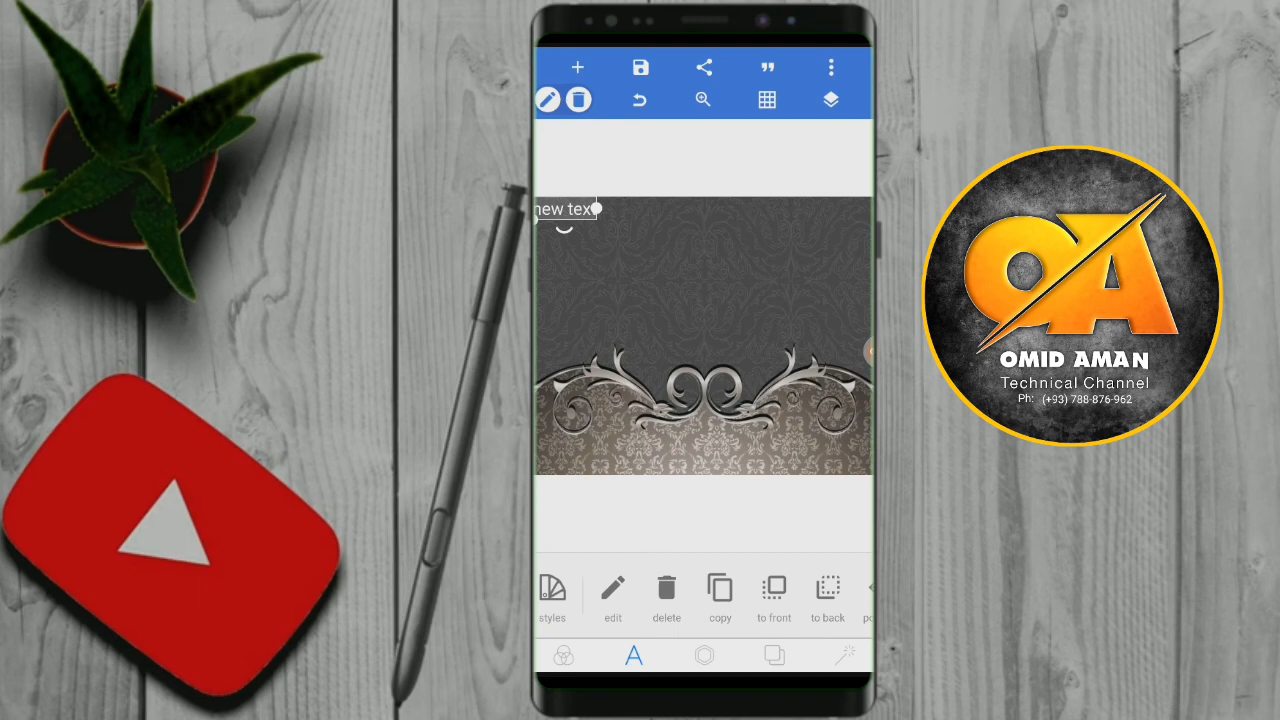 new tex
styles
edit
delete
copy
to front
to back
po
OA
OMID AMAN
Technical Channel
Ph: (+93) 788-876-962